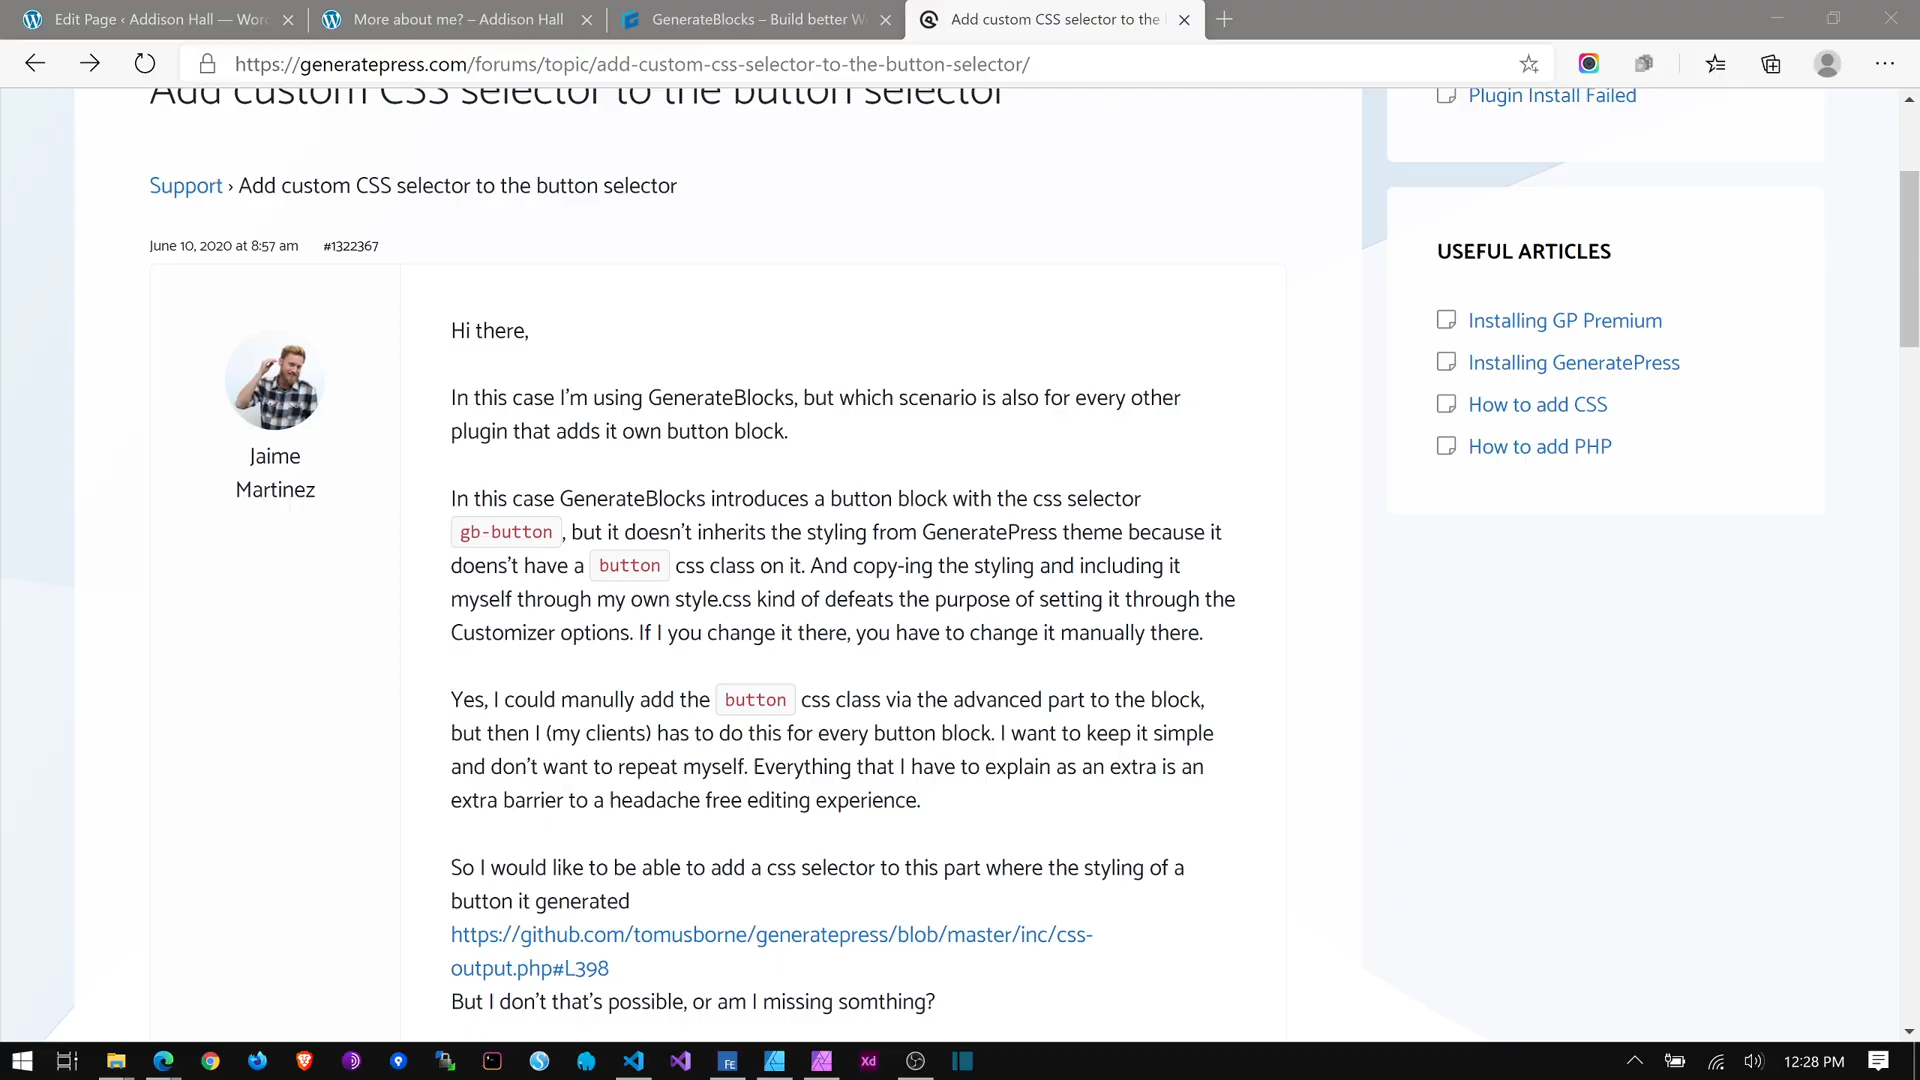 Edit Page ‹ Addison Hall — Wor
More about me? – Addison Hall
GenerateBlocks – Build better W
Add custom CSS selector to the
https://generatepress.com/forums/topic/add-custom-css-selector-to-the-button-selector/
Add custom CSS selector to the button selector
Plugin Install Failed
Support › Add custom CSS selector to the button selector
June 10, 2020 at 8:57 am #1322367
Jaime
Martinez
Hi there,
In this case I’m using GenerateBlocks, but which scenario is also for every other
plugin that adds it own button block.
In this case GenerateBlocks introduces a button block with the css selector
gb-button, but it doesn’t inherits the styling from GeneratePress theme because it
doens’t have a button css class on it. And copy-ing the styling and including it
myself through my own style.css kind of defeats the purpose of setting it through the
Customizer options. If I you change it there, you have to change it manually there.
Yes, I could manully add the button css class via the advanced part to the block,
but then I (my clients) has to do this for every button block. I want to keep it simple
and don’t want to repeat myself. Everything that I have to explain as an extra is an
extra barrier to a headache free editing experience.
So I would like to be able to add a css selector to this part where the styling of a
button it generated
https://github.com/tomusborne/generatepress/blob/master/inc/css-
output.php#L398
But I don’t that’s possible, or am I missing somthing?
USEFUL ARTICLES
Installing GP Premium
Installing GeneratePress
How to add CSS
How to add PHP
FE
Xd
12:28 PM